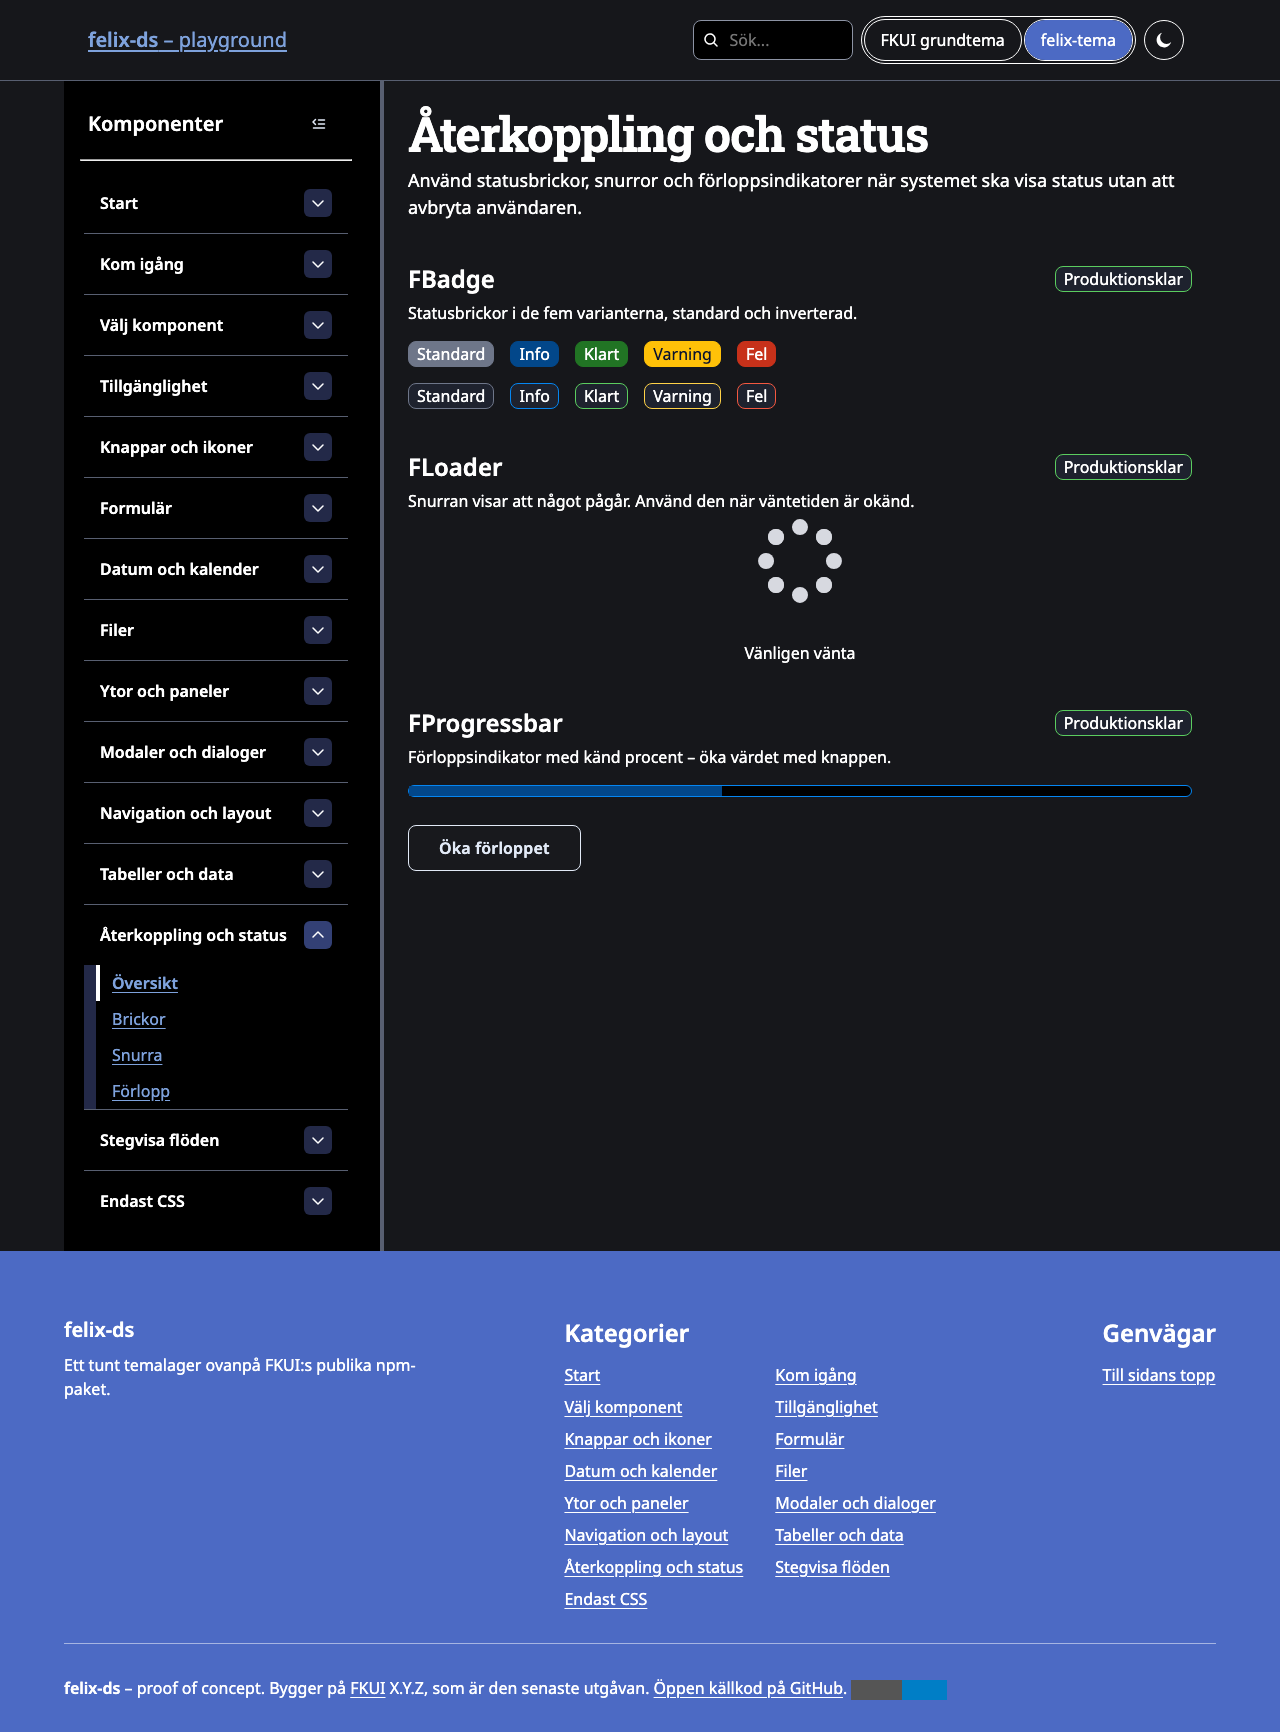 felix-ds – playground
Sök...
FKUI grundtema
felix-tema
Komponenter
Start
Kom igång
Välj komponent
Tillgänglighet
Knappar och ikoner
Formulär
Datum och kalender
Filer
Ytor och paneler
Modaler och dialoger
Navigation och layout
Tabeller och data
Återkoppling och status
Översikt
Brickor
Snurra
Förlopp
Stegvisa flöden
Endast CSS
Återkoppling och status
Använd statusbrickor, snurror och förloppsindikatorer när systemet ska visa status utan att
avbryta användaren.
FBadge
Produktionsklar
Statusbrickor i de fem varianterna, standard och inverterad.
Standard Info Klart Varning Fel
Standard Info Klart Varning Fel
FLoader
Produktionsklar
Snurran visar att något pågår. Använd den när väntetiden är okänd.
Vänligen vänta
FProgressbar
Produktionsklar
Förloppsindikator med känd procent – öka värdet med knappen.
Öka förloppet
felix-ds
Ett tunt temalager ovanpå FKUI:s publika npm-
paket.
Kategorier
Start
Kom igång
Välj komponent
Tillgänglighet
Knappar och ikoner
Formulär
Datum och kalender
Filer
Ytor och paneler
Modaler och dialoger
Navigation och layout
Tabeller och data
Återkoppling och status
Stegvisa flöden
Endast CSS
Genvägar
Till sidans topp
felix-ds – proof of concept. Bygger på FKUI X.Y.Z, som är den senaste utgåvan. Öppen källkod på GitHub.